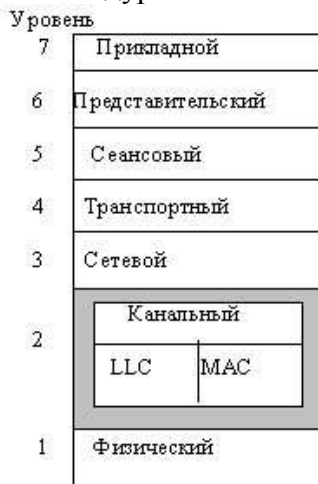 Уровень
7 Прикладной
6 Представительский
5 Сеансовый
4 Транспортный
3 Сетевой
Канальный
2
LLC MAC
1 Физический